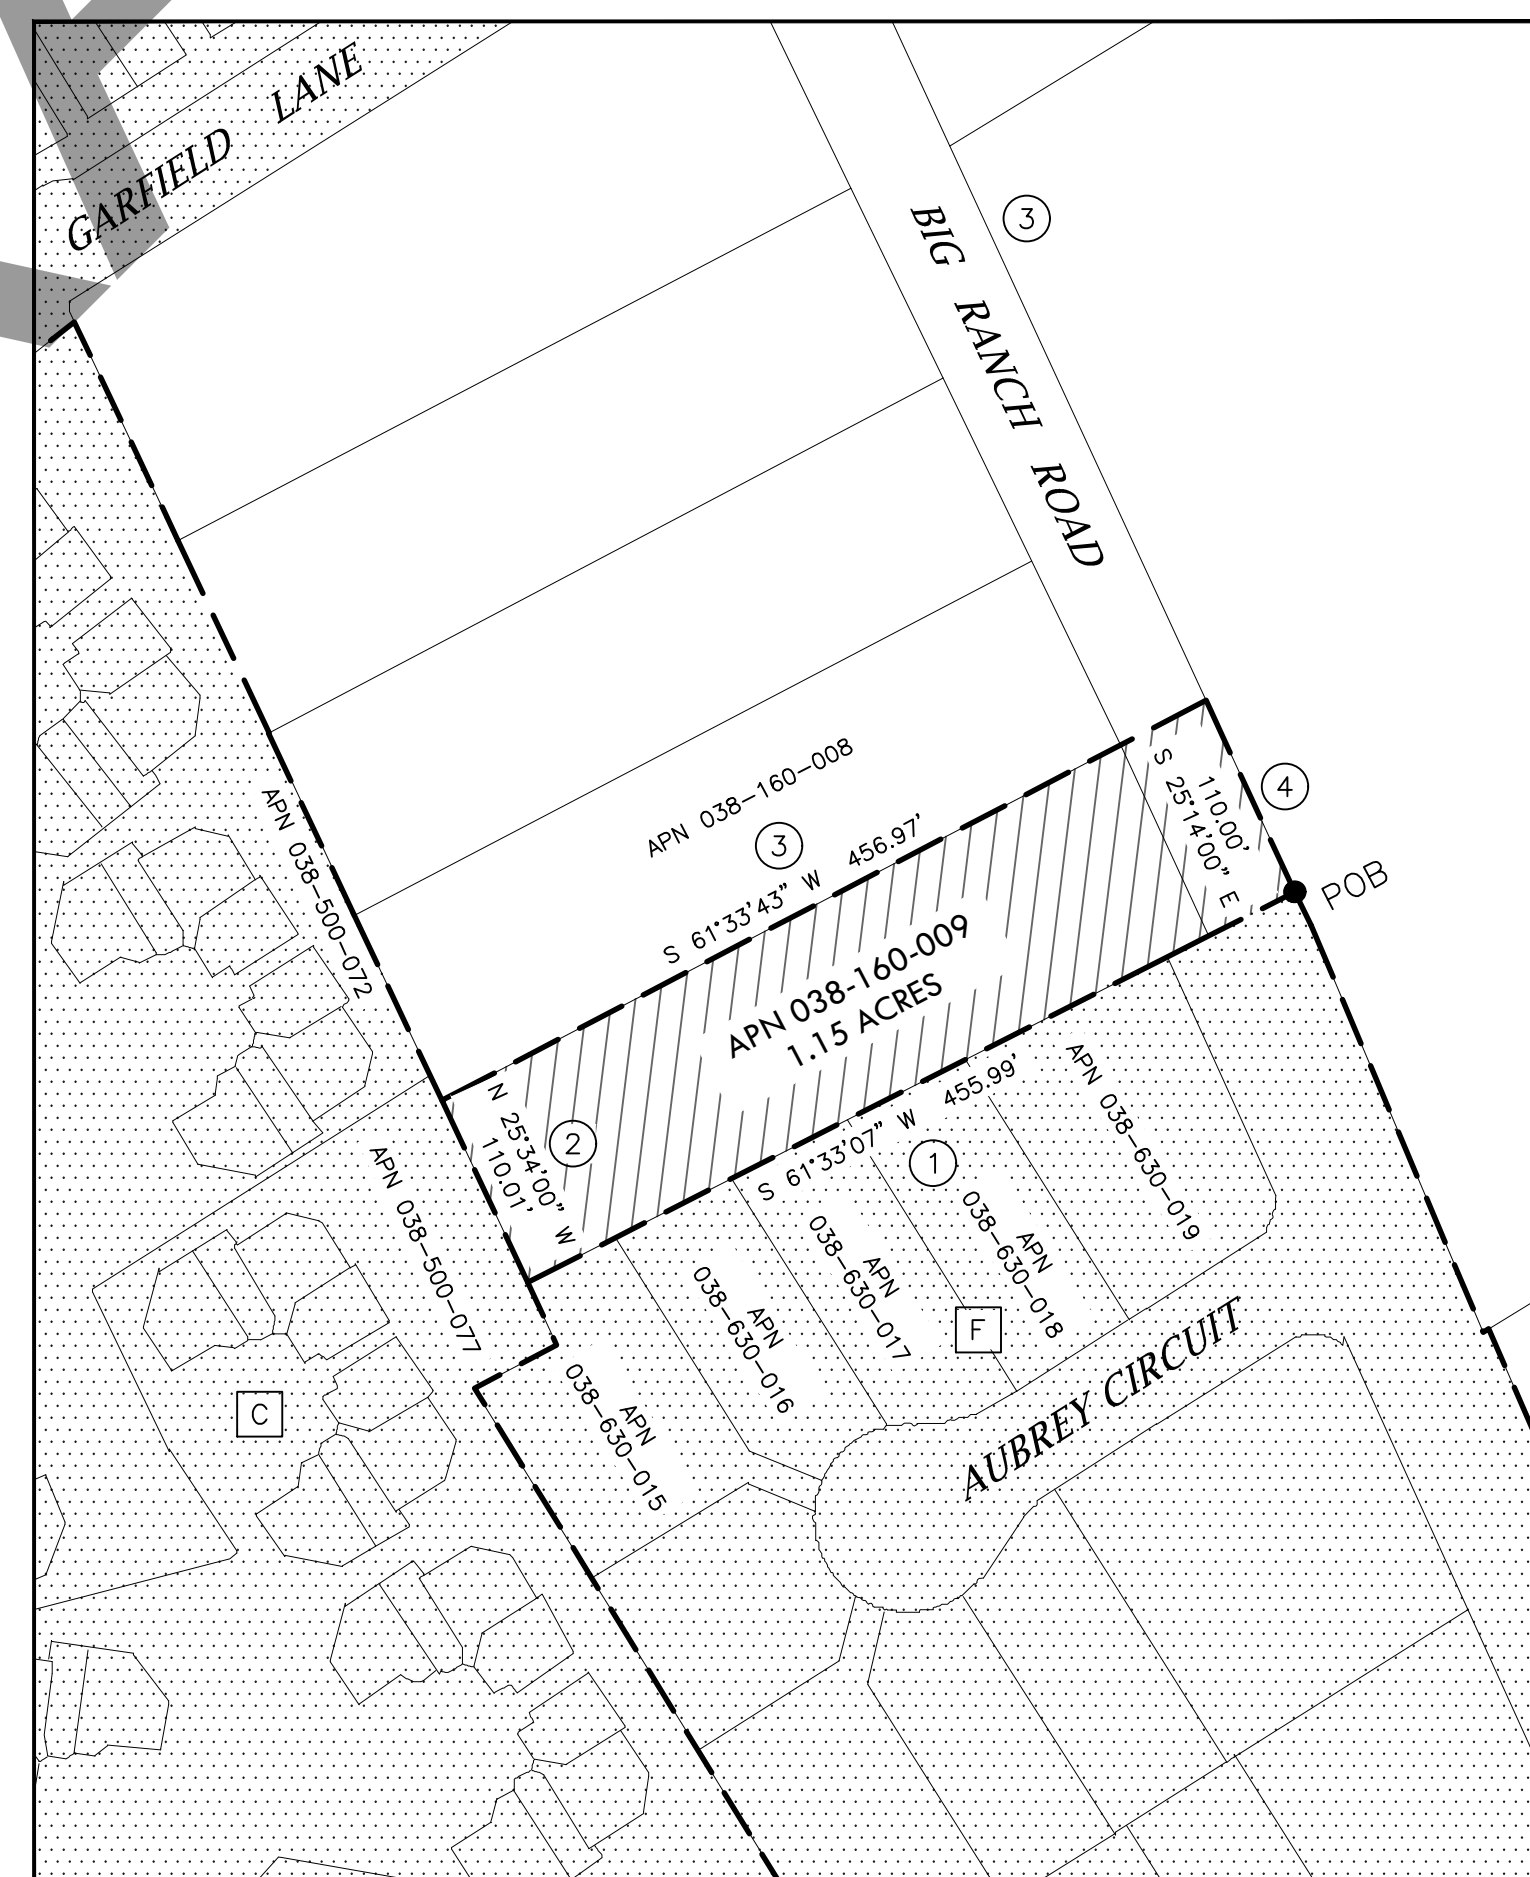 GARFIELD LANE
BIG RANCH ROAD
3
4
POB
S 25°14'00" E
110.00'
APN 038-160-008
3
S 61°33'43" W 456.97'
APN 038-160-009
1.15 ACRES
APN 038-500-072
N 25°34'00" W
110.01'
2
S 61°33'07" W 455.99'
1
APN 038-630-019
APN
038-630-018
APN
038-630-017
APN
038-630-016
APN
038-630-015
APN 038-500-077
F
C
AUBREY CIRCUIT